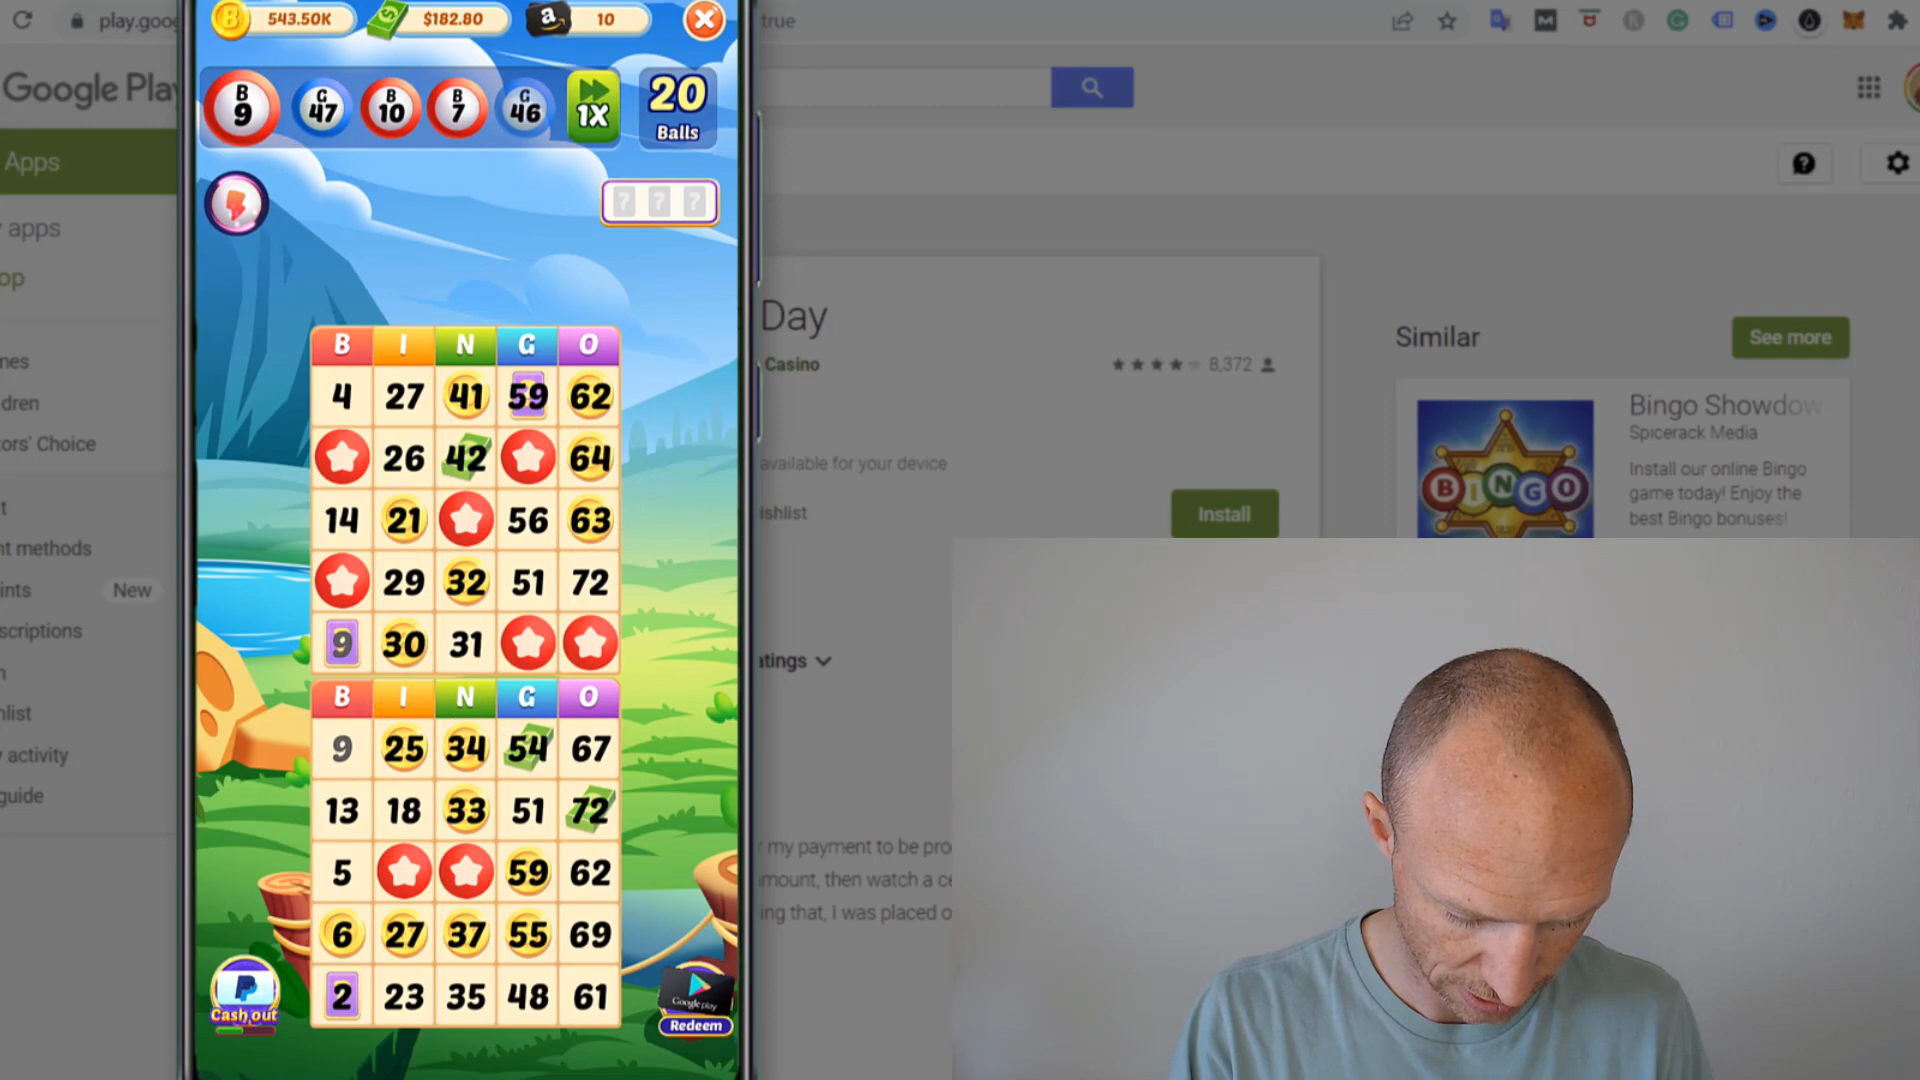 play.goo
true
543.50K
$182.80
a
10
Google Play
B 9
G 47
B 10
B 7
G 46
1X
20
Balls
Apps
apps
op
? ? ?
mes
dren
tors' Choice
t
nt methods
ints
New
scriptions
n
hlist
y activity
guide
Day
Casino
8,372
available for your device
ishlist
Install
atings
r my payment to be pro
mount, then watch a ce
ing that, I was placed o
Similar
See more
Bingo Showdow
Spicerack Media
Install our online Bingo
game today! Enjoy the
best Bingo bonuses!
BINGO
B I N G O
4 27 41 59 62
26 42 64
14 21 56 63
29 32 51 72
9 30 31
B I N G O
9 25 34 54 67
13 18 33 51 72
5 59 62
6 27 37 55 69
2 23 35 48 61
Cash out
Google play
Redeem